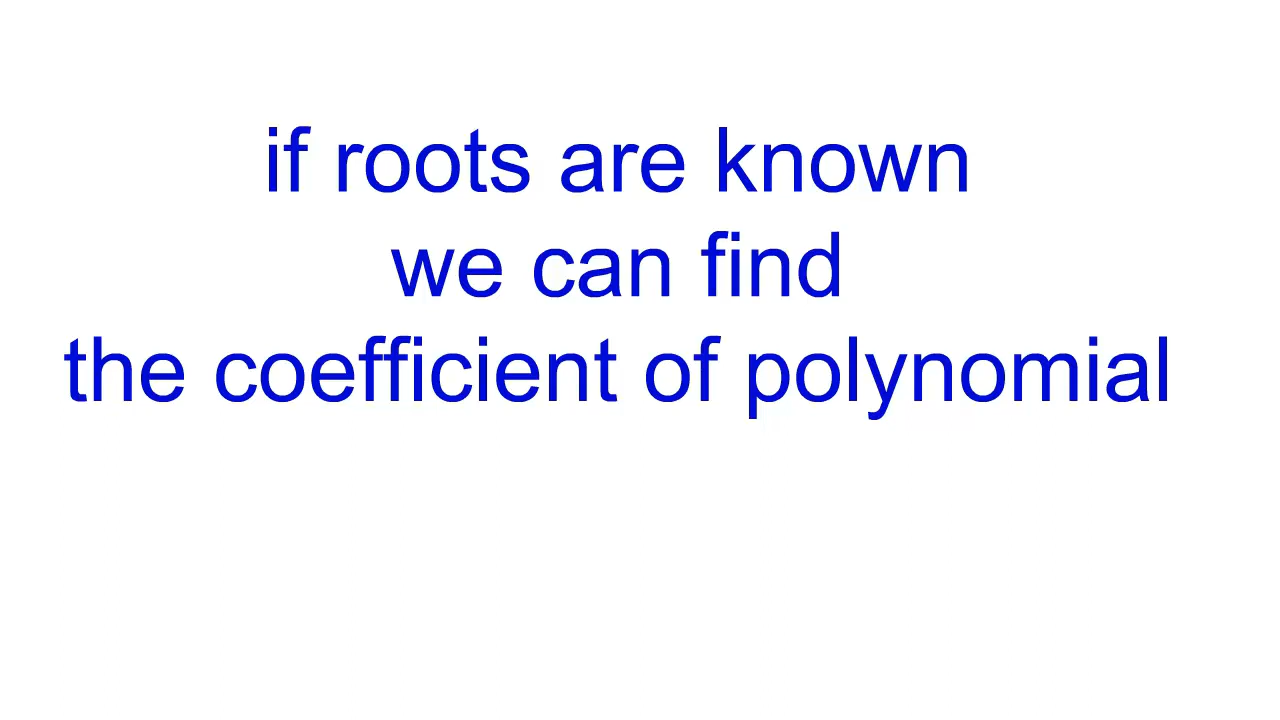 if roots are known
we can find
the coefficient of polynomial